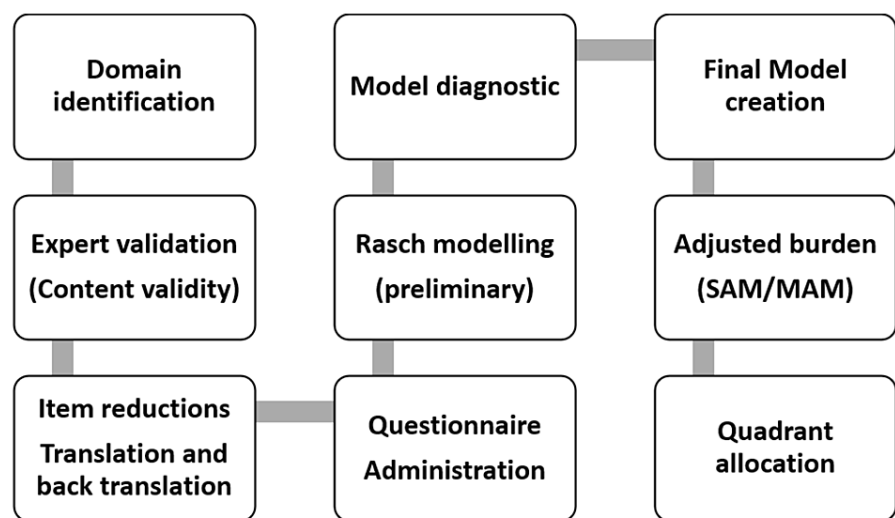 Domain
identification
Expert validation
(Content validity)
Item reductions
Translation and
back translation
Questionnaire
Administration
Rasch modelling
(preliminary)
Model diagnostic
Final Model
creation
Adjusted burden
(SAM/MAM)
Quadrant
allocation